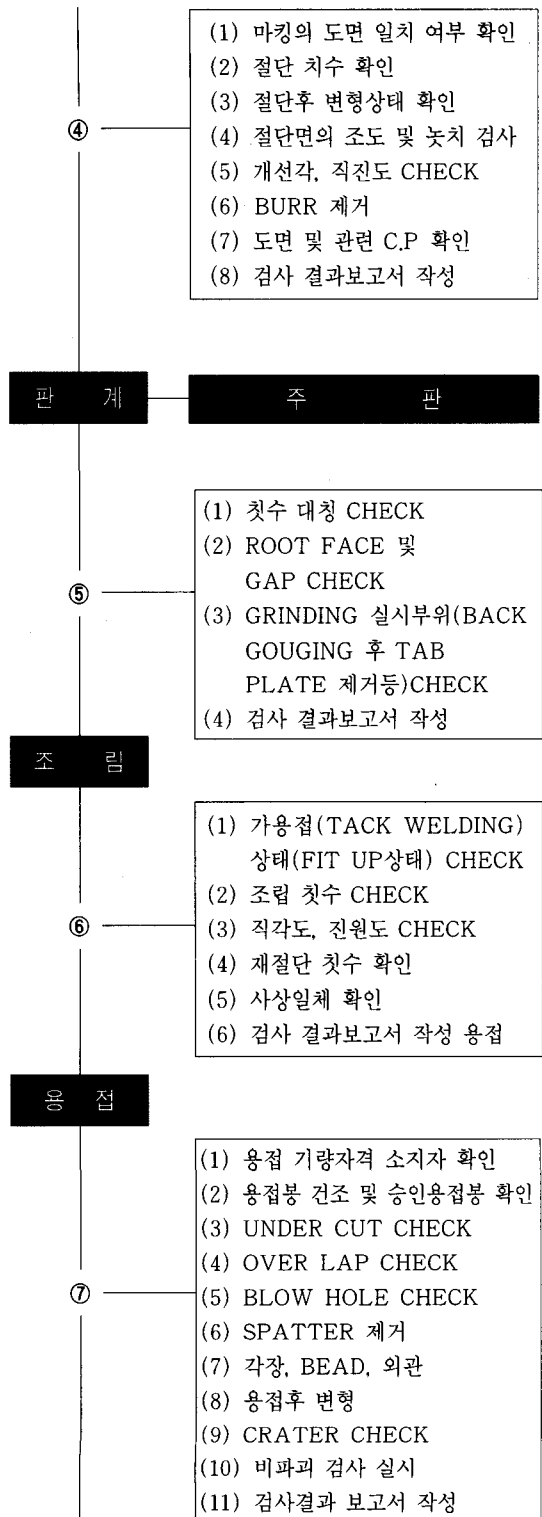 (1) 마킹의 도면 일치 여부 확인
(2) 절단 치수 확인
(3) 절단후 변형상태 확인
④
(4) 절단면의 조도 및 놋치 검사
(5) 개선각, 직진도 CHECK
(6) BURR 제거
(7) 도면 및 관련 C.P 확인
(8) 검사 결과보고서 작성
판 계
주 판
(1) 칫수 대칭 CHECK
(2) ROOT FACE 및
GAP CHECK
⑤
(3) GRINDING 실시부위(BACK
GOUGING 후 TAB
PLATE 제거등)CHECK
(4) 검사 결과보고서 작성
조 립
(1) 가용접(TACK WELDING)
상태(FIT UP상태) CHECK
(2) 조립 칫수 CHECK
⑥
(3) 직각도, 진원도 CHECK
(4) 재절단 칫수 확인
(5) 사상일체 확인
(6) 검사 결과보고서 작성 용접
용 접
(1) 용접 기량자격 소지자 확인
(2) 용접봉 건조 및 승인용접봉 확인
(3) UNDER CUT CHECK
(4) OVER LAP CHECK
⑦
(5) BLOW HOLE CHECK
(6) SPATTER 제거
(7) 각장, BEAD, 외관
(8) 용접후 변형
(9) CRATER CHECK
(10) 비파괴 검사 실시
(11) 검사결과 보고서 작성